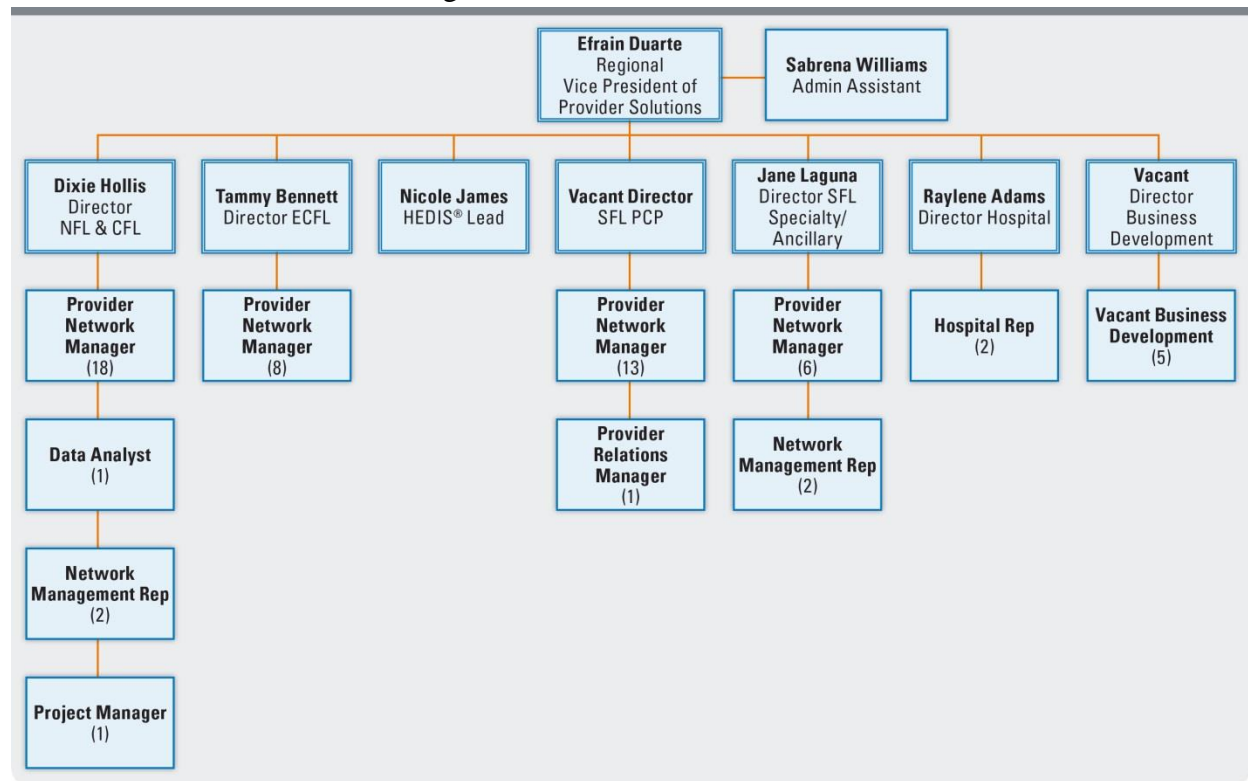 Efrain Duarte
Regional
Vice President of
Provider Solutions
Sabrena Williams
Admin Assistant
Dixie Hollis
Director
NFL & CFL
Tammy Bennett
Director ECFL
Nicole James
HEDIS® Lead
Vacant Director
SFL PCP
Jane Laguna
Director SFL
Specialty/
Ancillary
Raylene Adams
Director Hospital
Vacant
Director
Business
Development
Provider
Network
Manager
(18)
Provider
Network
Manager
(8)
Provider
Network
Manager
(13)
Provider
Network
Manager
(6)
Hospital Rep
(2)
Vacant Business
Development
(5)
Data Analyst
(1)
Provider
Relations
Manager
(1)
Network
Management Rep
(2)
Network
Management Rep
(2)
Project Manager
(1)